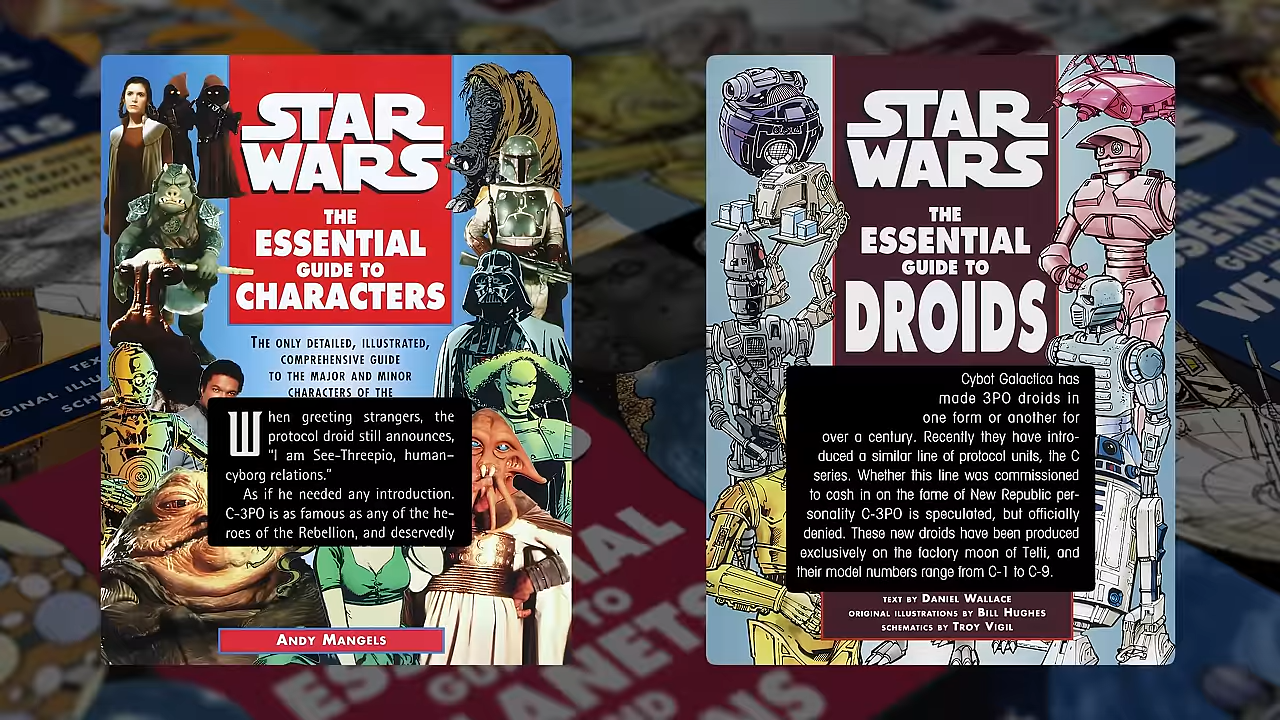 STAR
WARS
THE
ESSENTIAL
GUIDE TO
CHARACTERS
THE ONLY DETAILED, ILLUSTRATED,
COMPREHENSIVE GUIDE
TO THE MAJOR AND MINOR
CHARACTERS OF THE
When greeting strangers, the
protocol droid still announces,
"I am See-Threepio, human–
cyborg relations."
As if he needed any introduction.
C-3PO is as famous as any of the he–
roes of the Rebellion, and deservedly
ANDY MANGELS
STAR
WARS
THE
ESSENTIAL
GUIDE TO
DROIDS
Cybot Galactica has
made 3PO droids in
one form or another for
over a century. Recently they have intro-
duced a similar line of protocol units, the C
series. Whether this line was commissioned
to cash in on the fame of New Republic per-
sonality C-3PO is speculated, but officially
denied. These new droids have been produced
exclusively on the factory moon of Telti, and
their model numbers range from C-1 to C-9.
TEXT BY DANIEL WALLACE
ORIGINAL ILLUSTRATIONS BY BILL HUGHES
SCHEMATICS BY TROY VIGIL